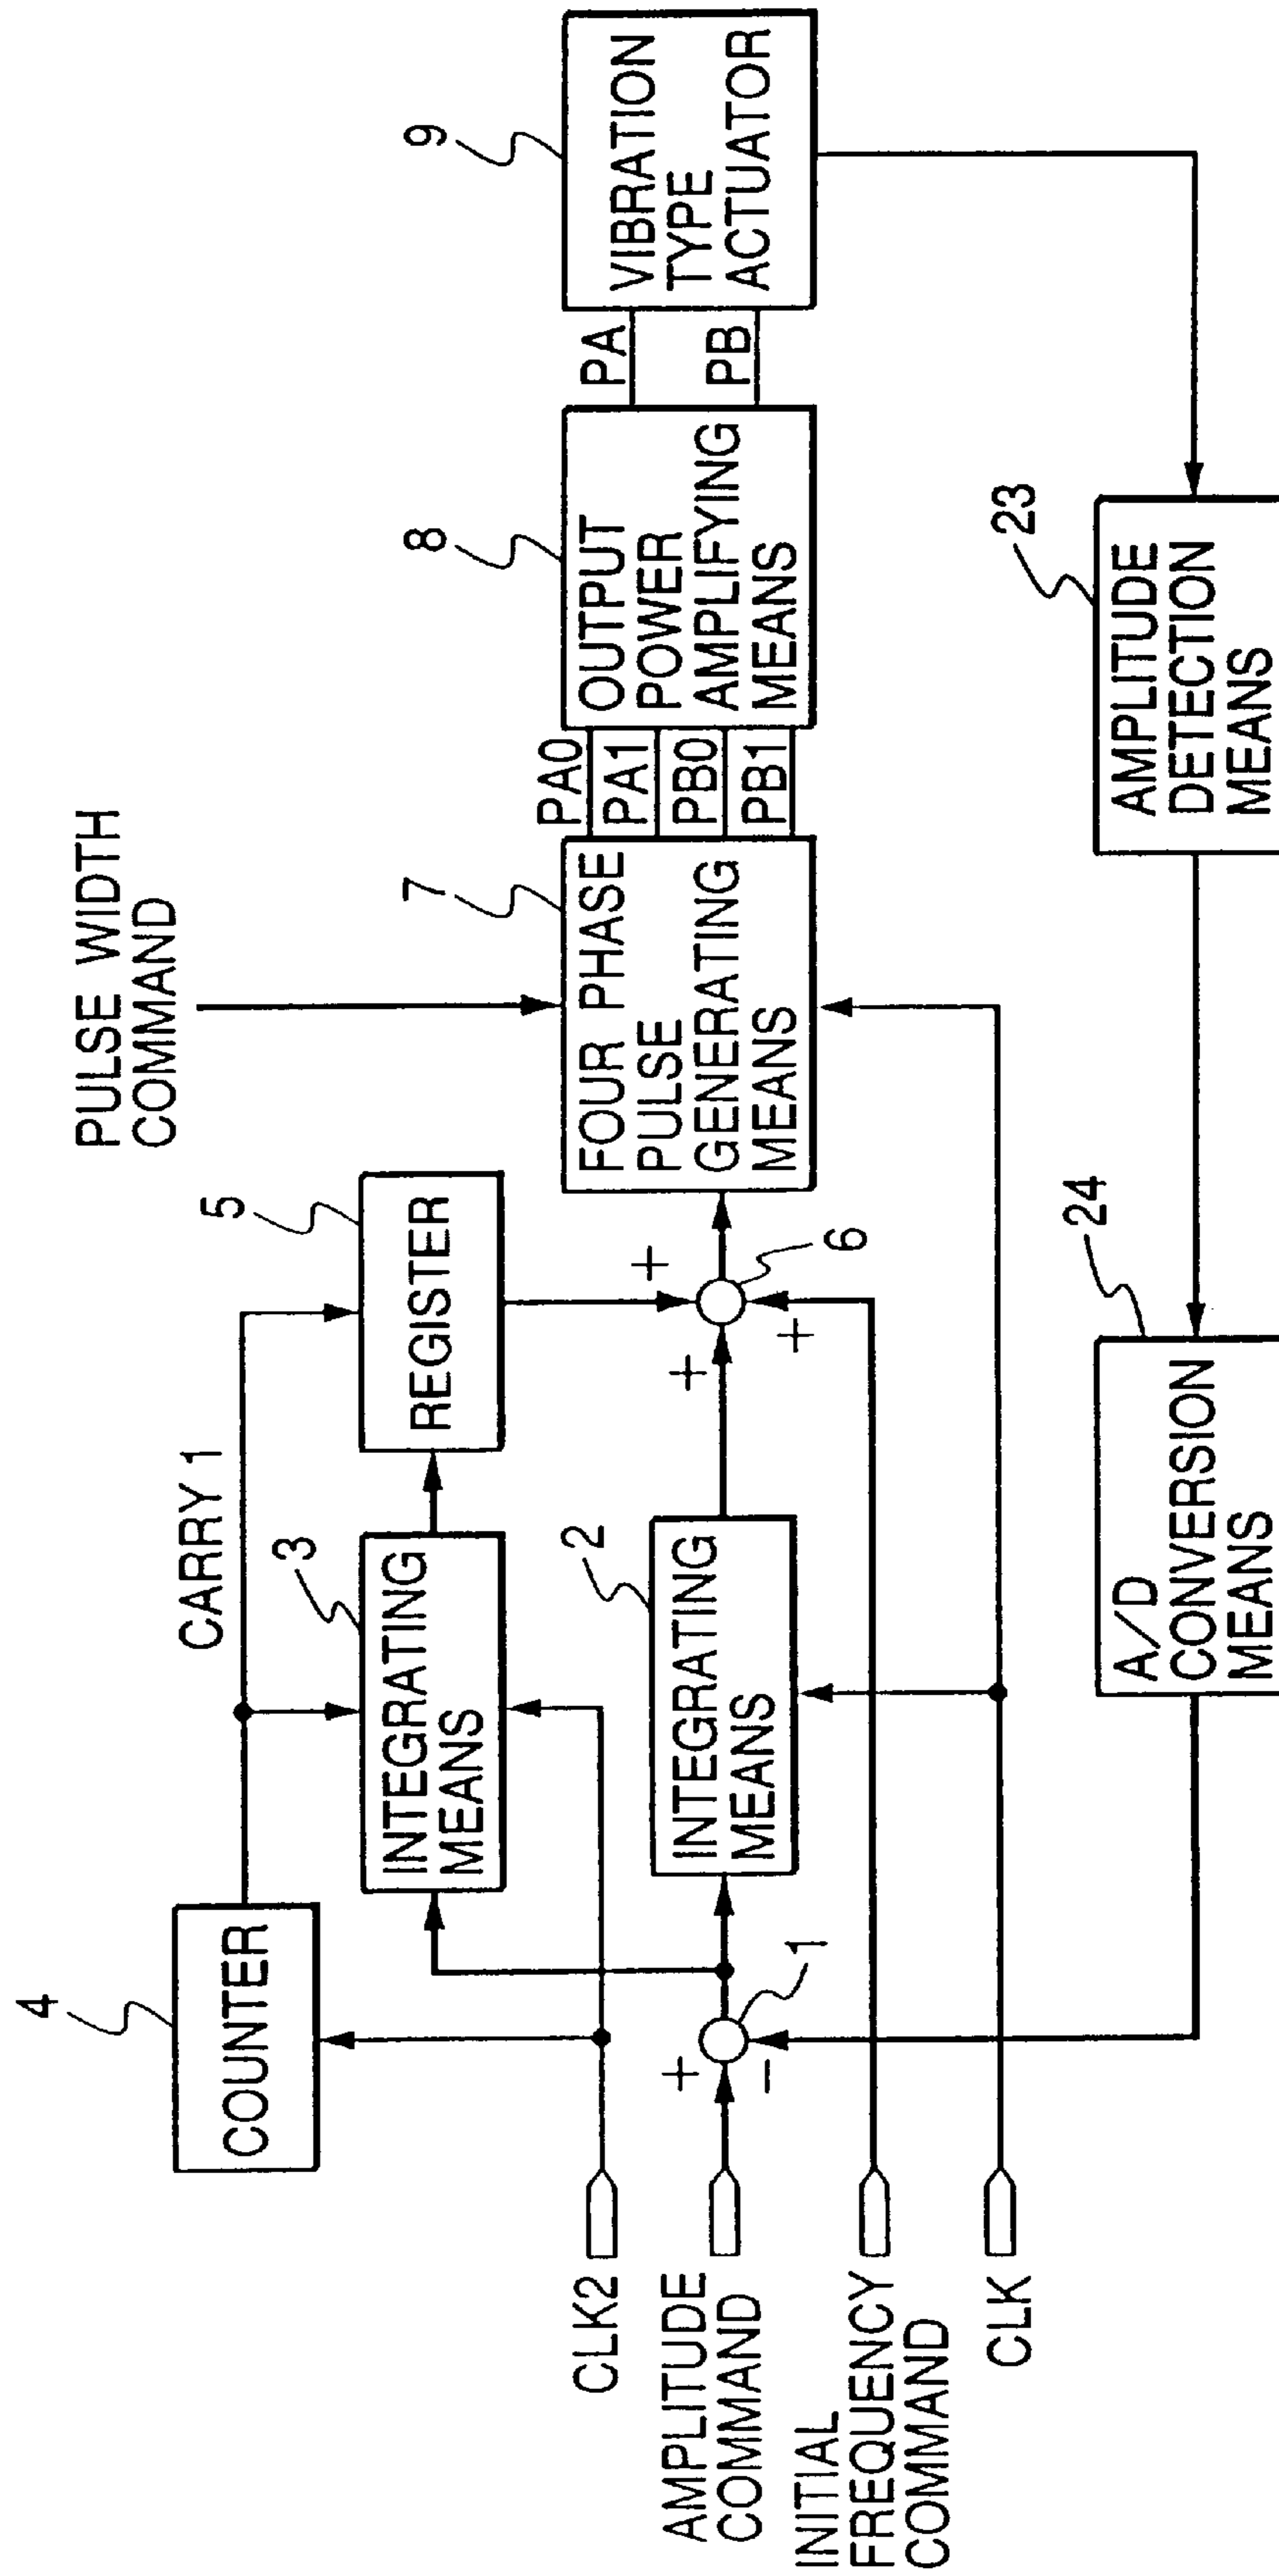 PULSE WIDTH
COMMAND
4
COUNTER
CARRY 1
3
INTEGRATING
MEANS
5
REGISTER
2
INTEGRATING
MEANS
CLK2
AMPLITUDE
COMMAND
+
−
1
INITIAL
FREQUENCY
COMMAND
CLK
+
+
+
6
7
FOUR PHASE
PULSE
GENERATING
MEANS
PA0
PA1
PB0
PB1
8
OUTPUT
POWER
AMPLIFYING
MEANS
PA
PB
9
VIBRATION
TYPE
ACTUATOR
24
A/D
CONVERSION
MEANS
23
AMPLITUDE
DETECTION
MEANS